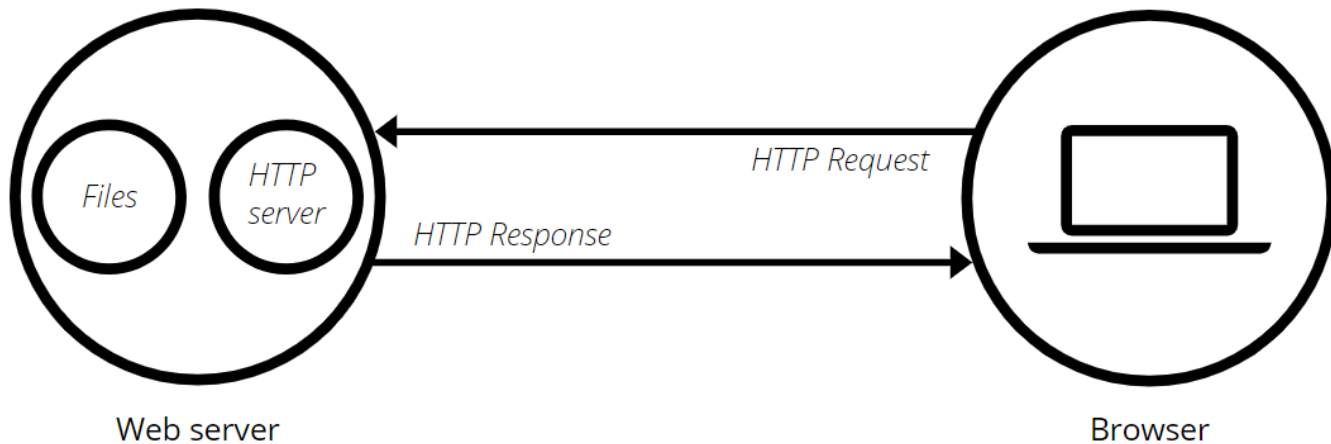 Files
HTTP
server
HTTP Request
HTTP Response
Web server
Browser